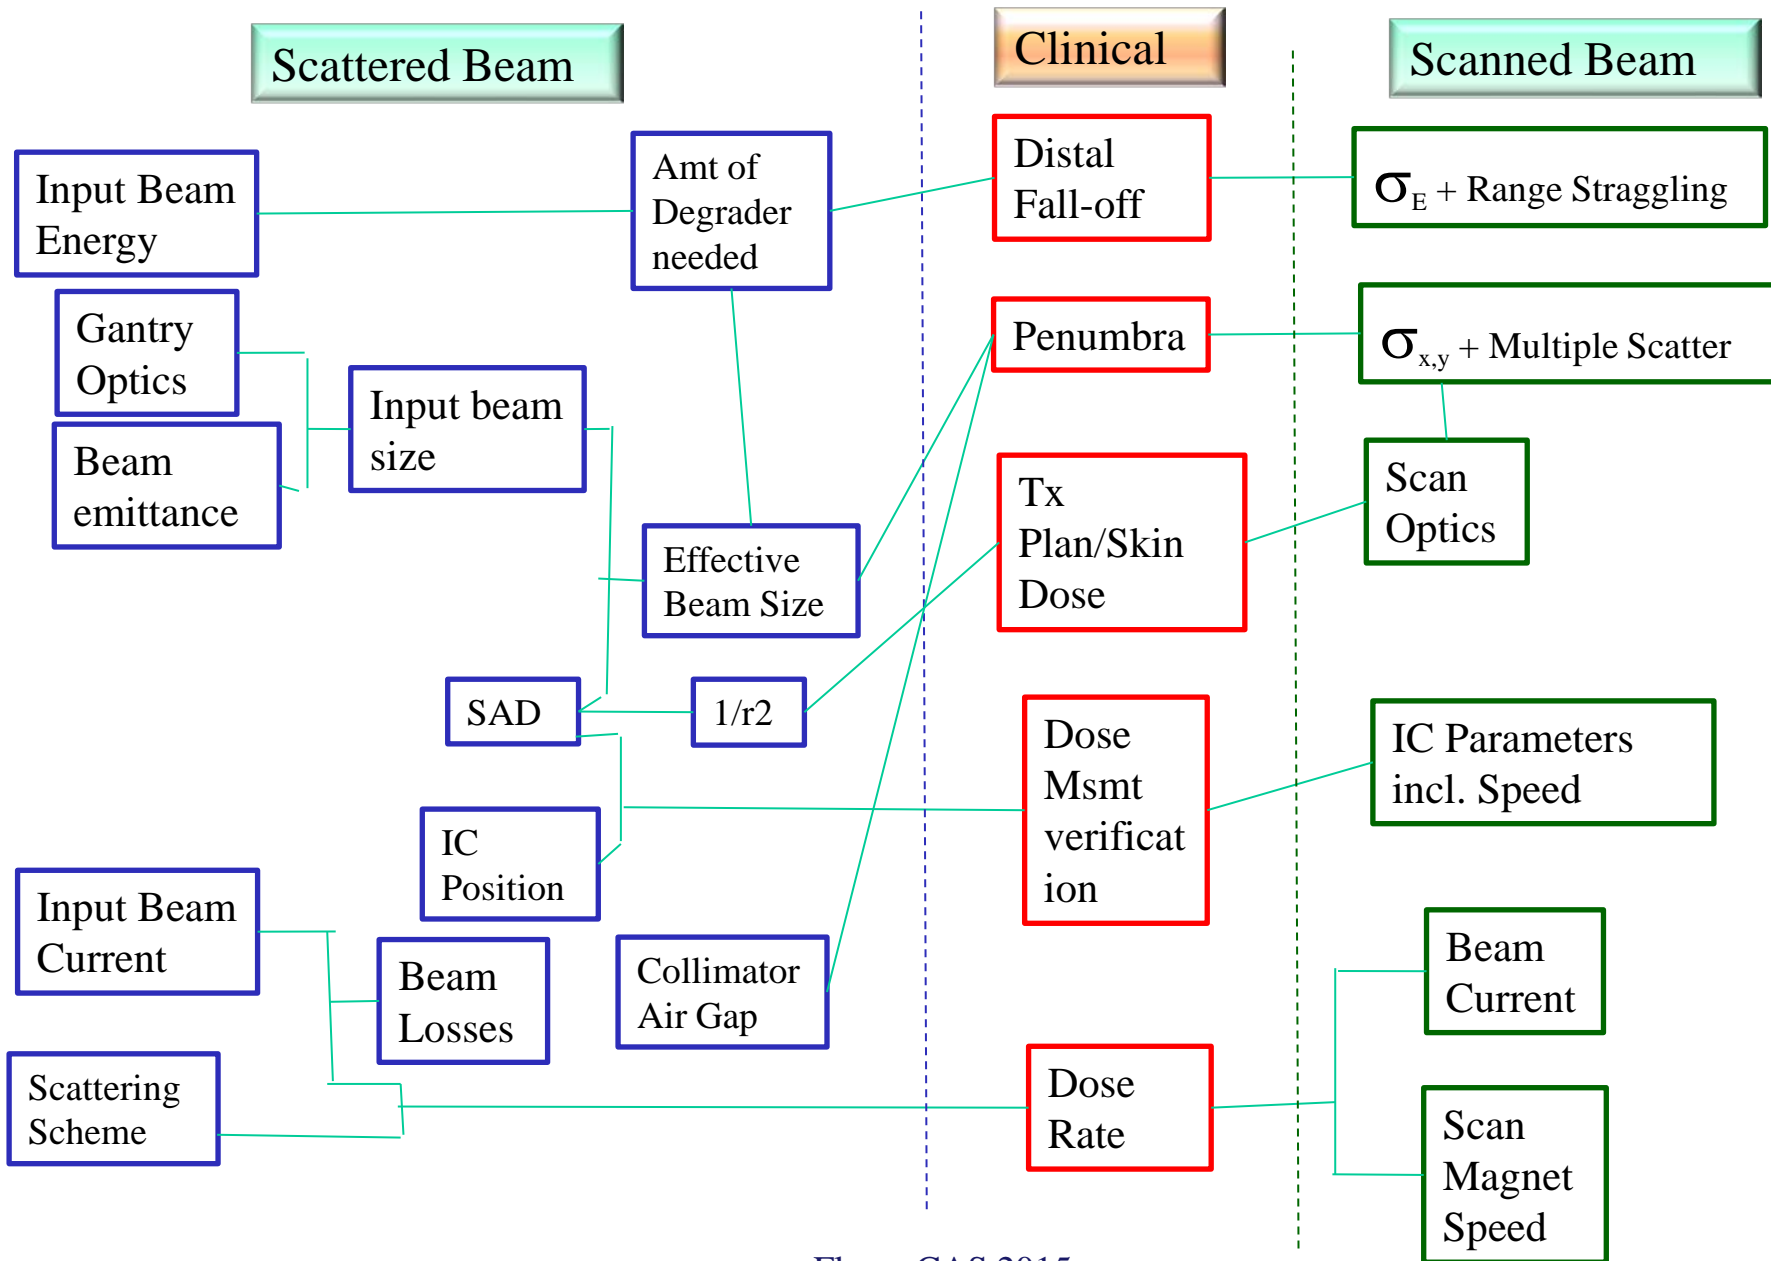 Scattered Beam
Clinical
Scanned Beam
Input Beam
Energy
Amt of
Degrader
needed
Distal
Fall-off
σE + Range Straggling
Gantry
Optics
Beam
emittance
Input beam
size
Penumbra
σx,y + Multiple Scatter
Effective
Beam Size
Tx
Plan/Skin
Dose
Scan
Optics
SAD
1/r2
IC
Position
Dose
Msmt
verificat
ion
IC Parameters
incl. Speed
Input Beam
Current
Beam
Losses
Collimator
Air Gap
Beam
Current
Scattering
Scheme
Dose
Rate
Scan
Magnet
Speed
CAS 2015